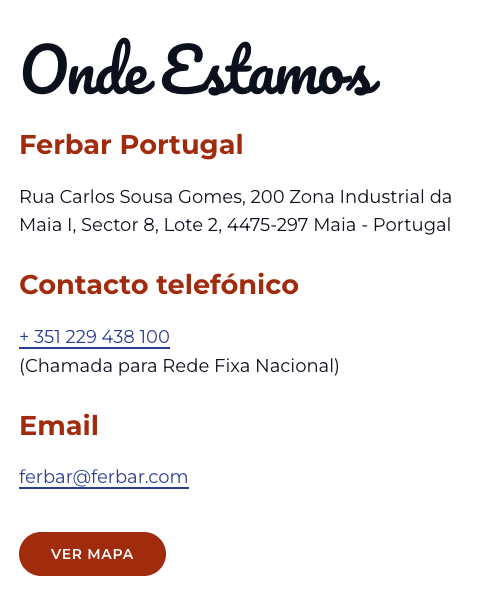 Onde Estamos
Ferbar Portugal
Rua Carlos Sousa Gomes, 200 Zona Industrial da
Maia I, Sector 8, Lote 2, 4475-297 Maia - Portugal
Contacto telefónico
+ 351 229 438 100
(Chamada para Rede Fixa Nacional)
Email
ferbar@ferbar.com
VER MAPA